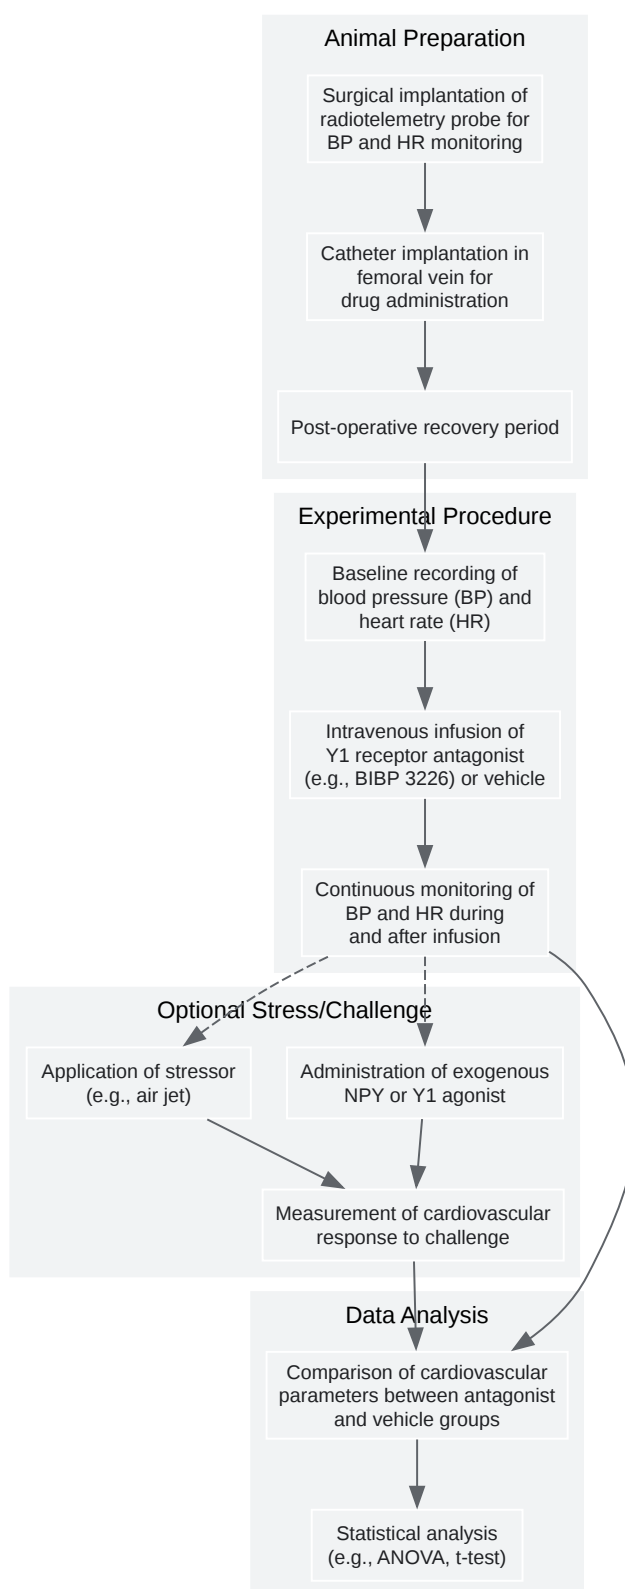 Animal Preparation
Surgical implantation of
radiotelemetry probe for
BP and HR monitoring
Catheter implantation in
femoral vein for
drug administration
Post-operative recovery period
Experimental Procedure
Baseline recording of
blood pressure (BP) and
heart rate (HR)
Intravenous infusion of
Y1 receptor antagonist
(e.g., BIBP 3226) or vehicle
Continuous monitoring of
BP and HR during
and after infusion
Optional Stress/Challenge
Application of stressor
(e.g., air jet)
Administration of exogenous
NPY or Y1 agonist
Measurement of cardiovascular
response to challenge
Data Analysis
Comparison of cardiovascular
parameters between antagonist
and vehicle groups
Statistical analysis
(e.g., ANOVA, t-test)